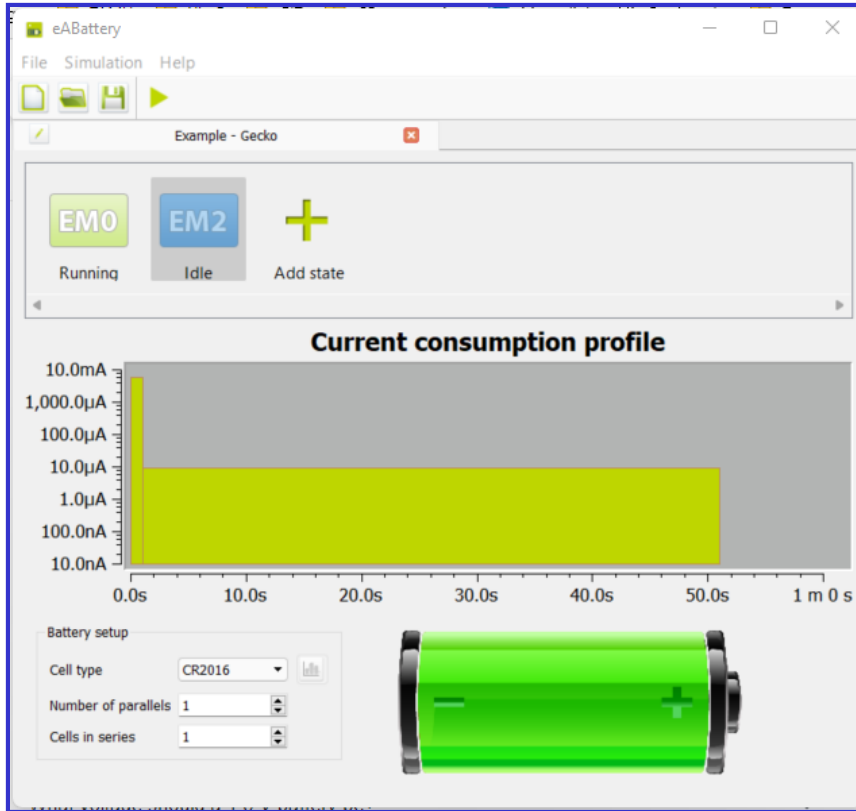 eABattery
File Simulation Help
Example - Gecko
EM0 EM2
Running Idle Add state
Current consumption profile
10.0mA
1,000.0µA
100.0µA
10.0µA
1.0µA
100.0nA
10.0nA
0.0s 10.0s 20.0s 30.0s 40.0s 50.0s 1 m 0 s
Battery setup
Cell type CR2016
Number of parallels 1
Cells in series 1